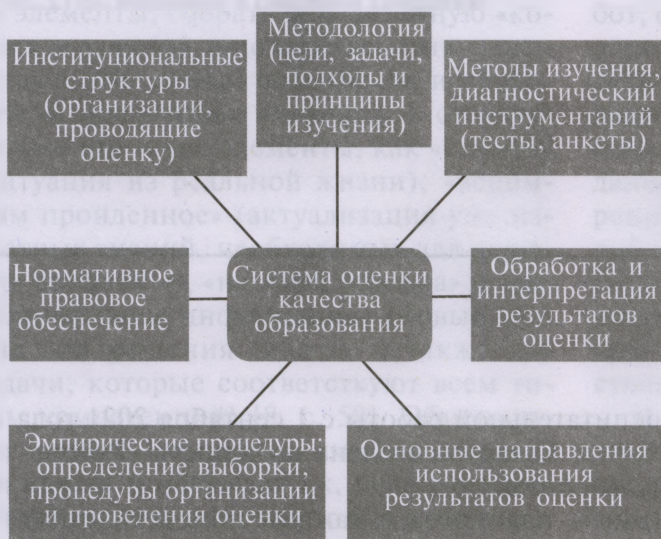 Институциональные
структуры
(организации,
проводящие
оценку)
Методология
(цели, задачи,
подходы и
принципы
изучения)
Методы изучения,
диагностический
инструментарий
(тесты, анкеты)
Нормативное
правовое
обеспечение
Система оценки
качества
образования
Обработка и
интерпретация
результатов
оценки
Эмпирические процедуры:
определение выборки,
процедуры организации
и проведения оценки
Основные направления
использования
результатов оценки